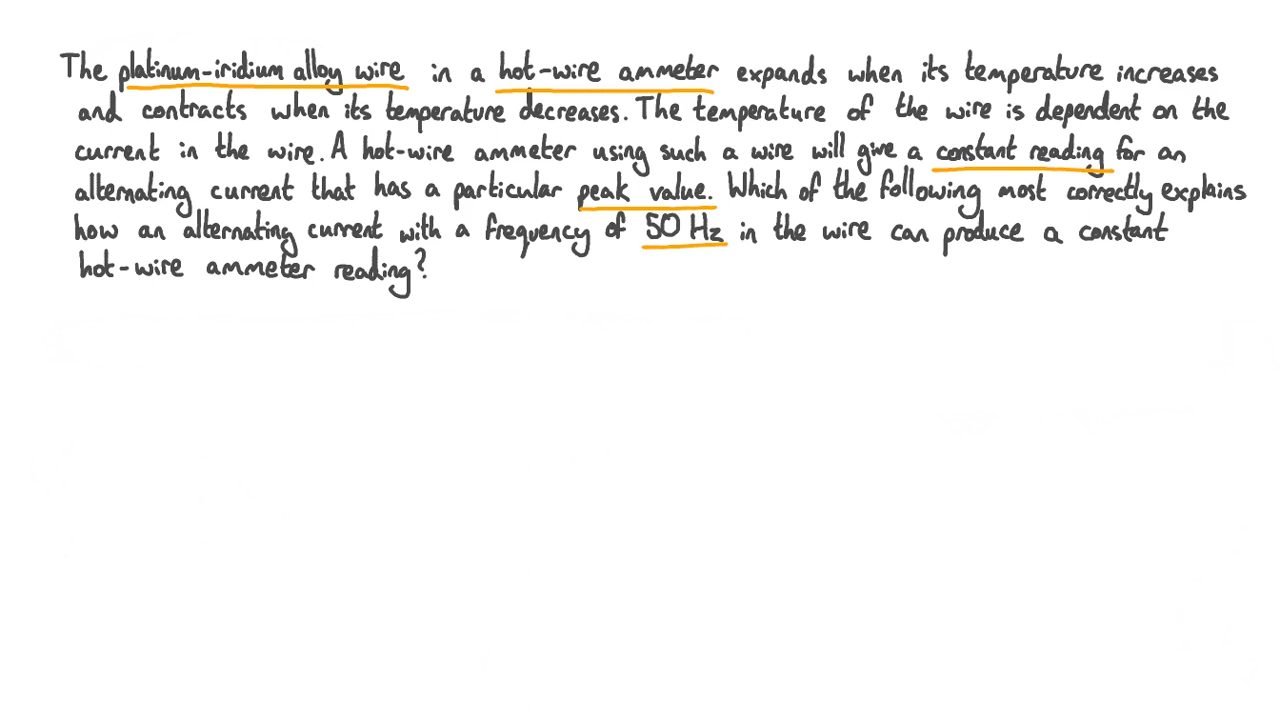 The platinum-iridium alloy wire in a hot-wire ammeter expands when its temperature increases
and contracts when its temperature decreases. The temperature of the wire is dependent on the
current in the wire. A hot-wire ammeter using such a wire will give a constant reading for an
alternating current that has a particular peak value. Which of the following most correctly explains
how an alternating current with a frequency of 50 Hz in the wire can produce a constant
hot-wire ammeter reading?